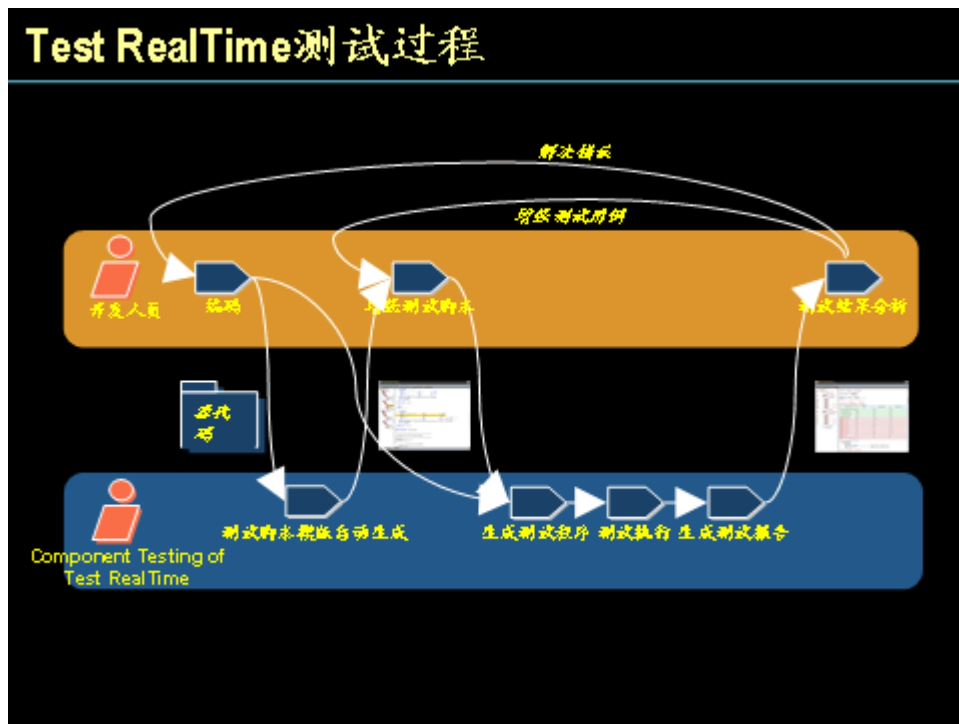 Test RealTime测试过程
解决错误
增强测试用例
开发人员
编码
增强测试脚本
测试结果分析
源代
码
测试脚本模版自动生成
生成测试程序
测试执行
生成测试报告
Component Testing of
Test RealTime